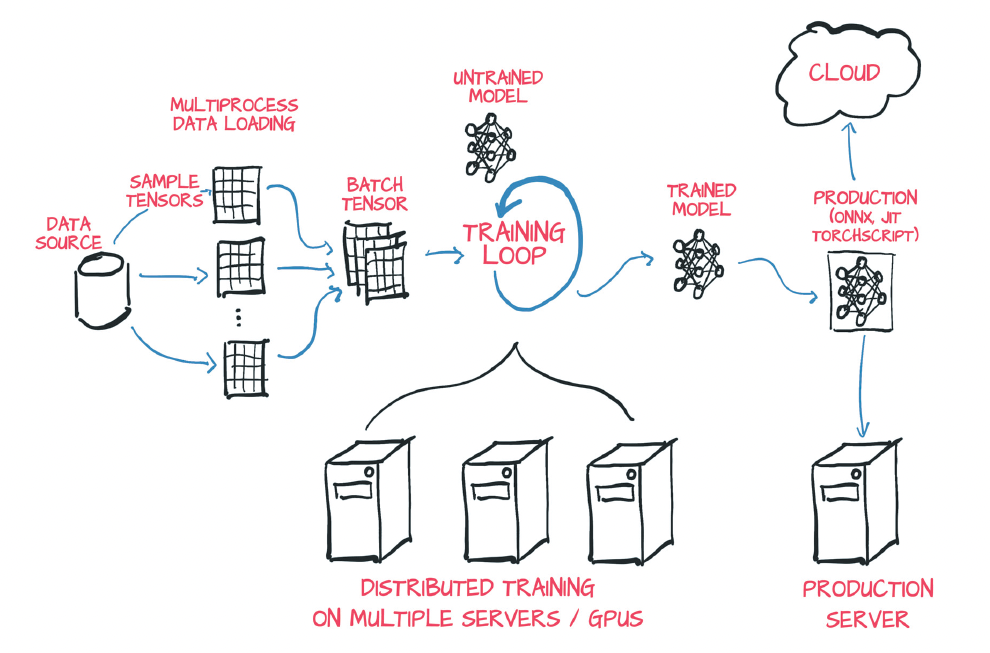 MULTIPROCESS
DATA LOADING
UNTRAINED
MODEL
CLOUD
SAMPLE
TENSORS
BATCH
TENSOR
DATA
SOURCE
TRAINING
LOOP
TRAINED
MODEL
PRODUCTION
(ONNX, JIT
TORCHSCRIPT)
DISTRIBUTED TRAINING
ON MULTIPLE SERVERS / GPUS
PRODUCTION
SERVER